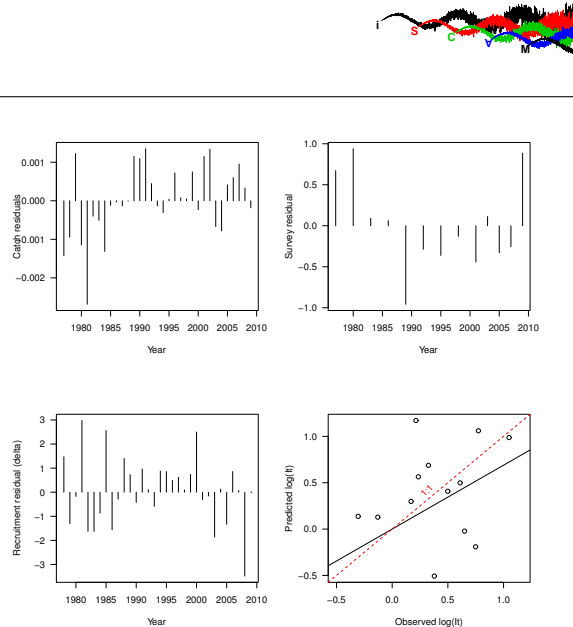 i S C A M
0.001
0.000
−0.001
−0.002
Catch residuals
1980 1985 1990 1995 2000 2005 2010
Year
1.0
0.5
0.0
−0.5
−1.0
Survey residual
1980 1985 1990 1995 2000 2005 2010
Year
3
2
1
0
−1
−2
−3
Recruitment residual (delta)
1980 1985 1990 1995 2000 2005 2010
Year
1.0
0.5
0.0
−0.5
Predicted log(It)
1:1
−0.5 0.0 0.5 1.0
Observed log(It)